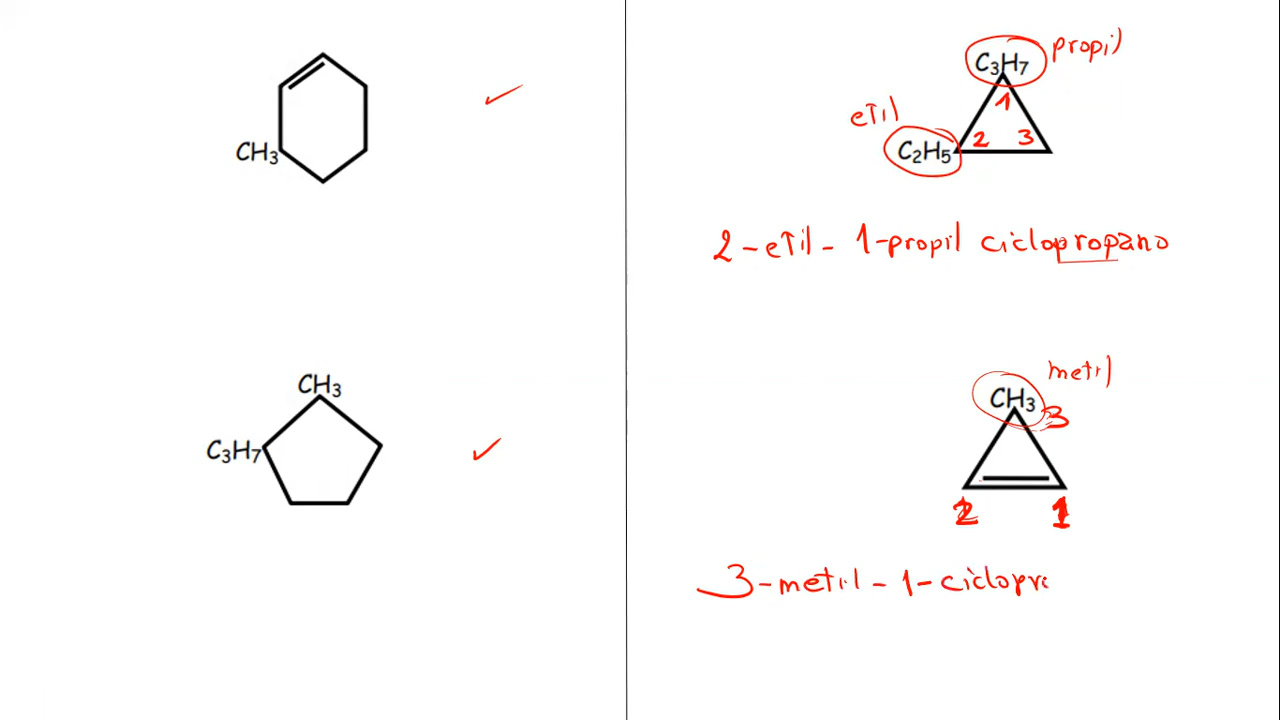 CH₃
CH₃
C₃H₇
propil
C₃H₇
etil
C₂H₅
1
2 3
2-etil-1-propil ciclopropano
metil
CH₃
3
2 1
3-metil-1-ciclopr